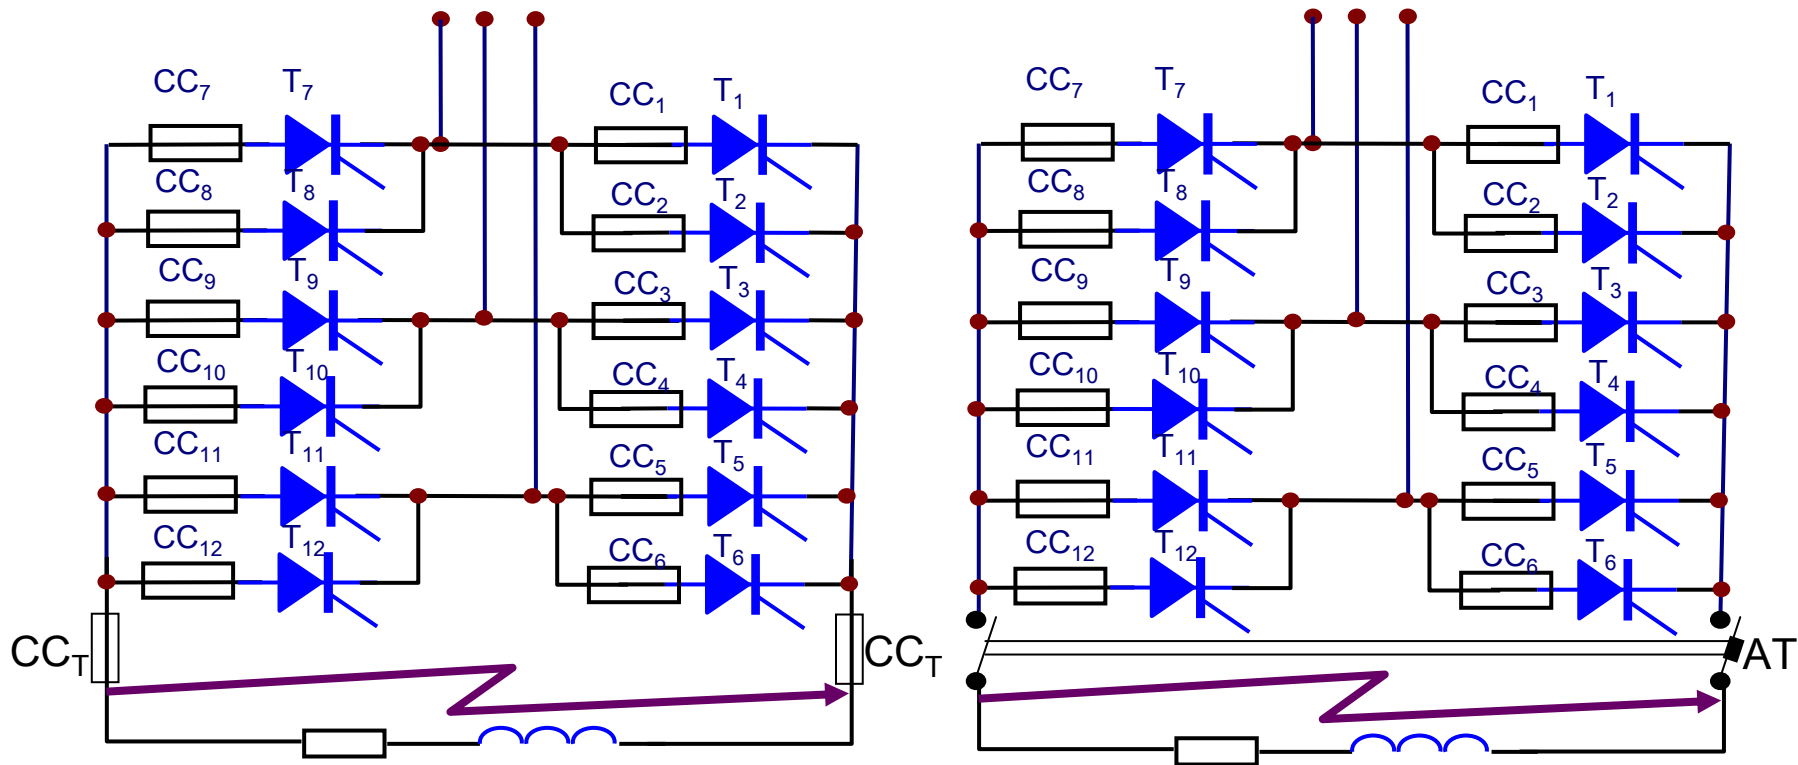 CC7 T7 CC1 T1
CC8 T8 CC2 T2
CC9 T9 CC3 T3
CC10 T10 CC4 T4
CC11 T11 CC5 T5
CC12 T12 CC6 T6
CCT CCT
CC7 T7 CC1 T1
CC8 T8 CC2 T2
CC9 T9 CC3 T3
CC10 T10 CC4 T4
CC11 T11 CC5 T5
CC12 T12 CC6 T6
AT